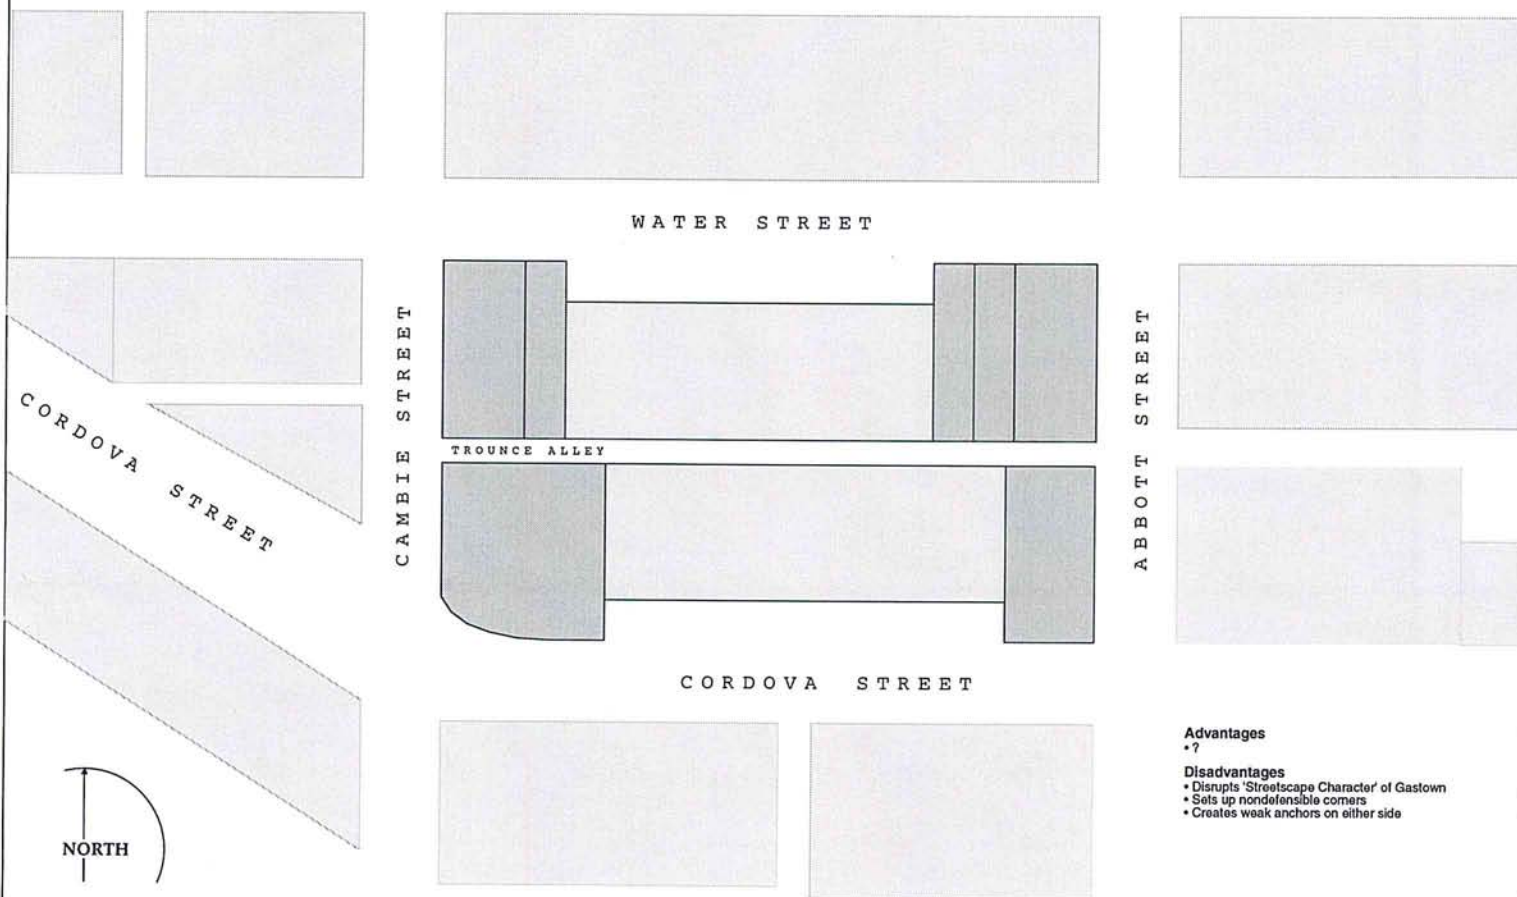 WATER STREET
CAMBIE STREET
ABBOTT STREET
CORDOVA STREET
TROUNCE ALLEY
CORDOVA STREET
Advantages
• ?
Disadvantages
• Disrupts 'Streetscape Character' of Gastown
• Sets up nondefensible corners
• Creates weak anchors on either side
NORTH